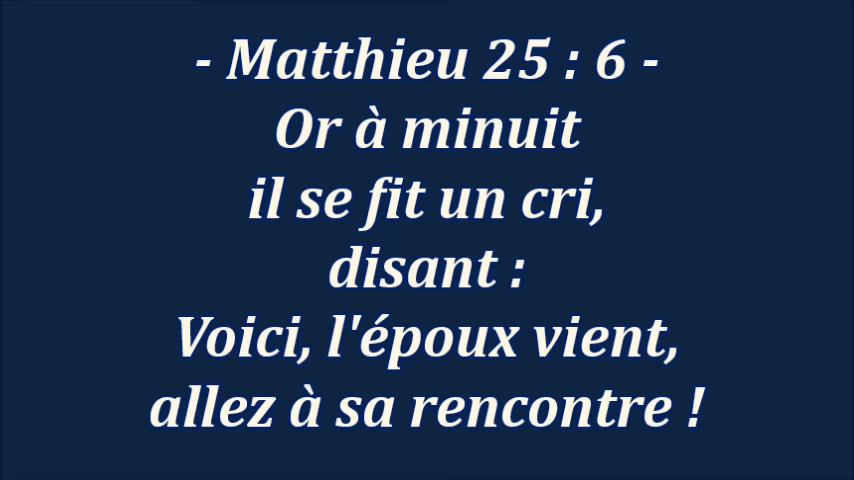 - Matthieu 25 : 6 -
Or à minuit
il se fit un cri,
disant :
Voici, l'époux vient,
allez à sa rencontre !